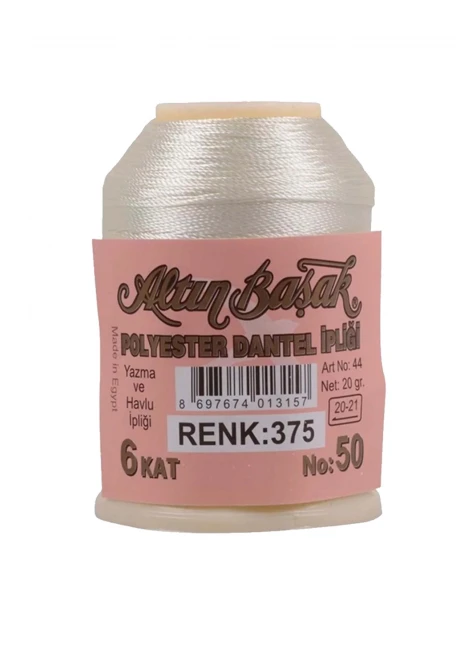 Altın Başak
POLYESTER DANTEL İPLİĞİ
Made in Egypt
Yazma
ve
Havlu
İpliği
8 697674 013157
Art No: 44
Net: 20 gr.
20-21
RENK:375
6 KAT
No: 50